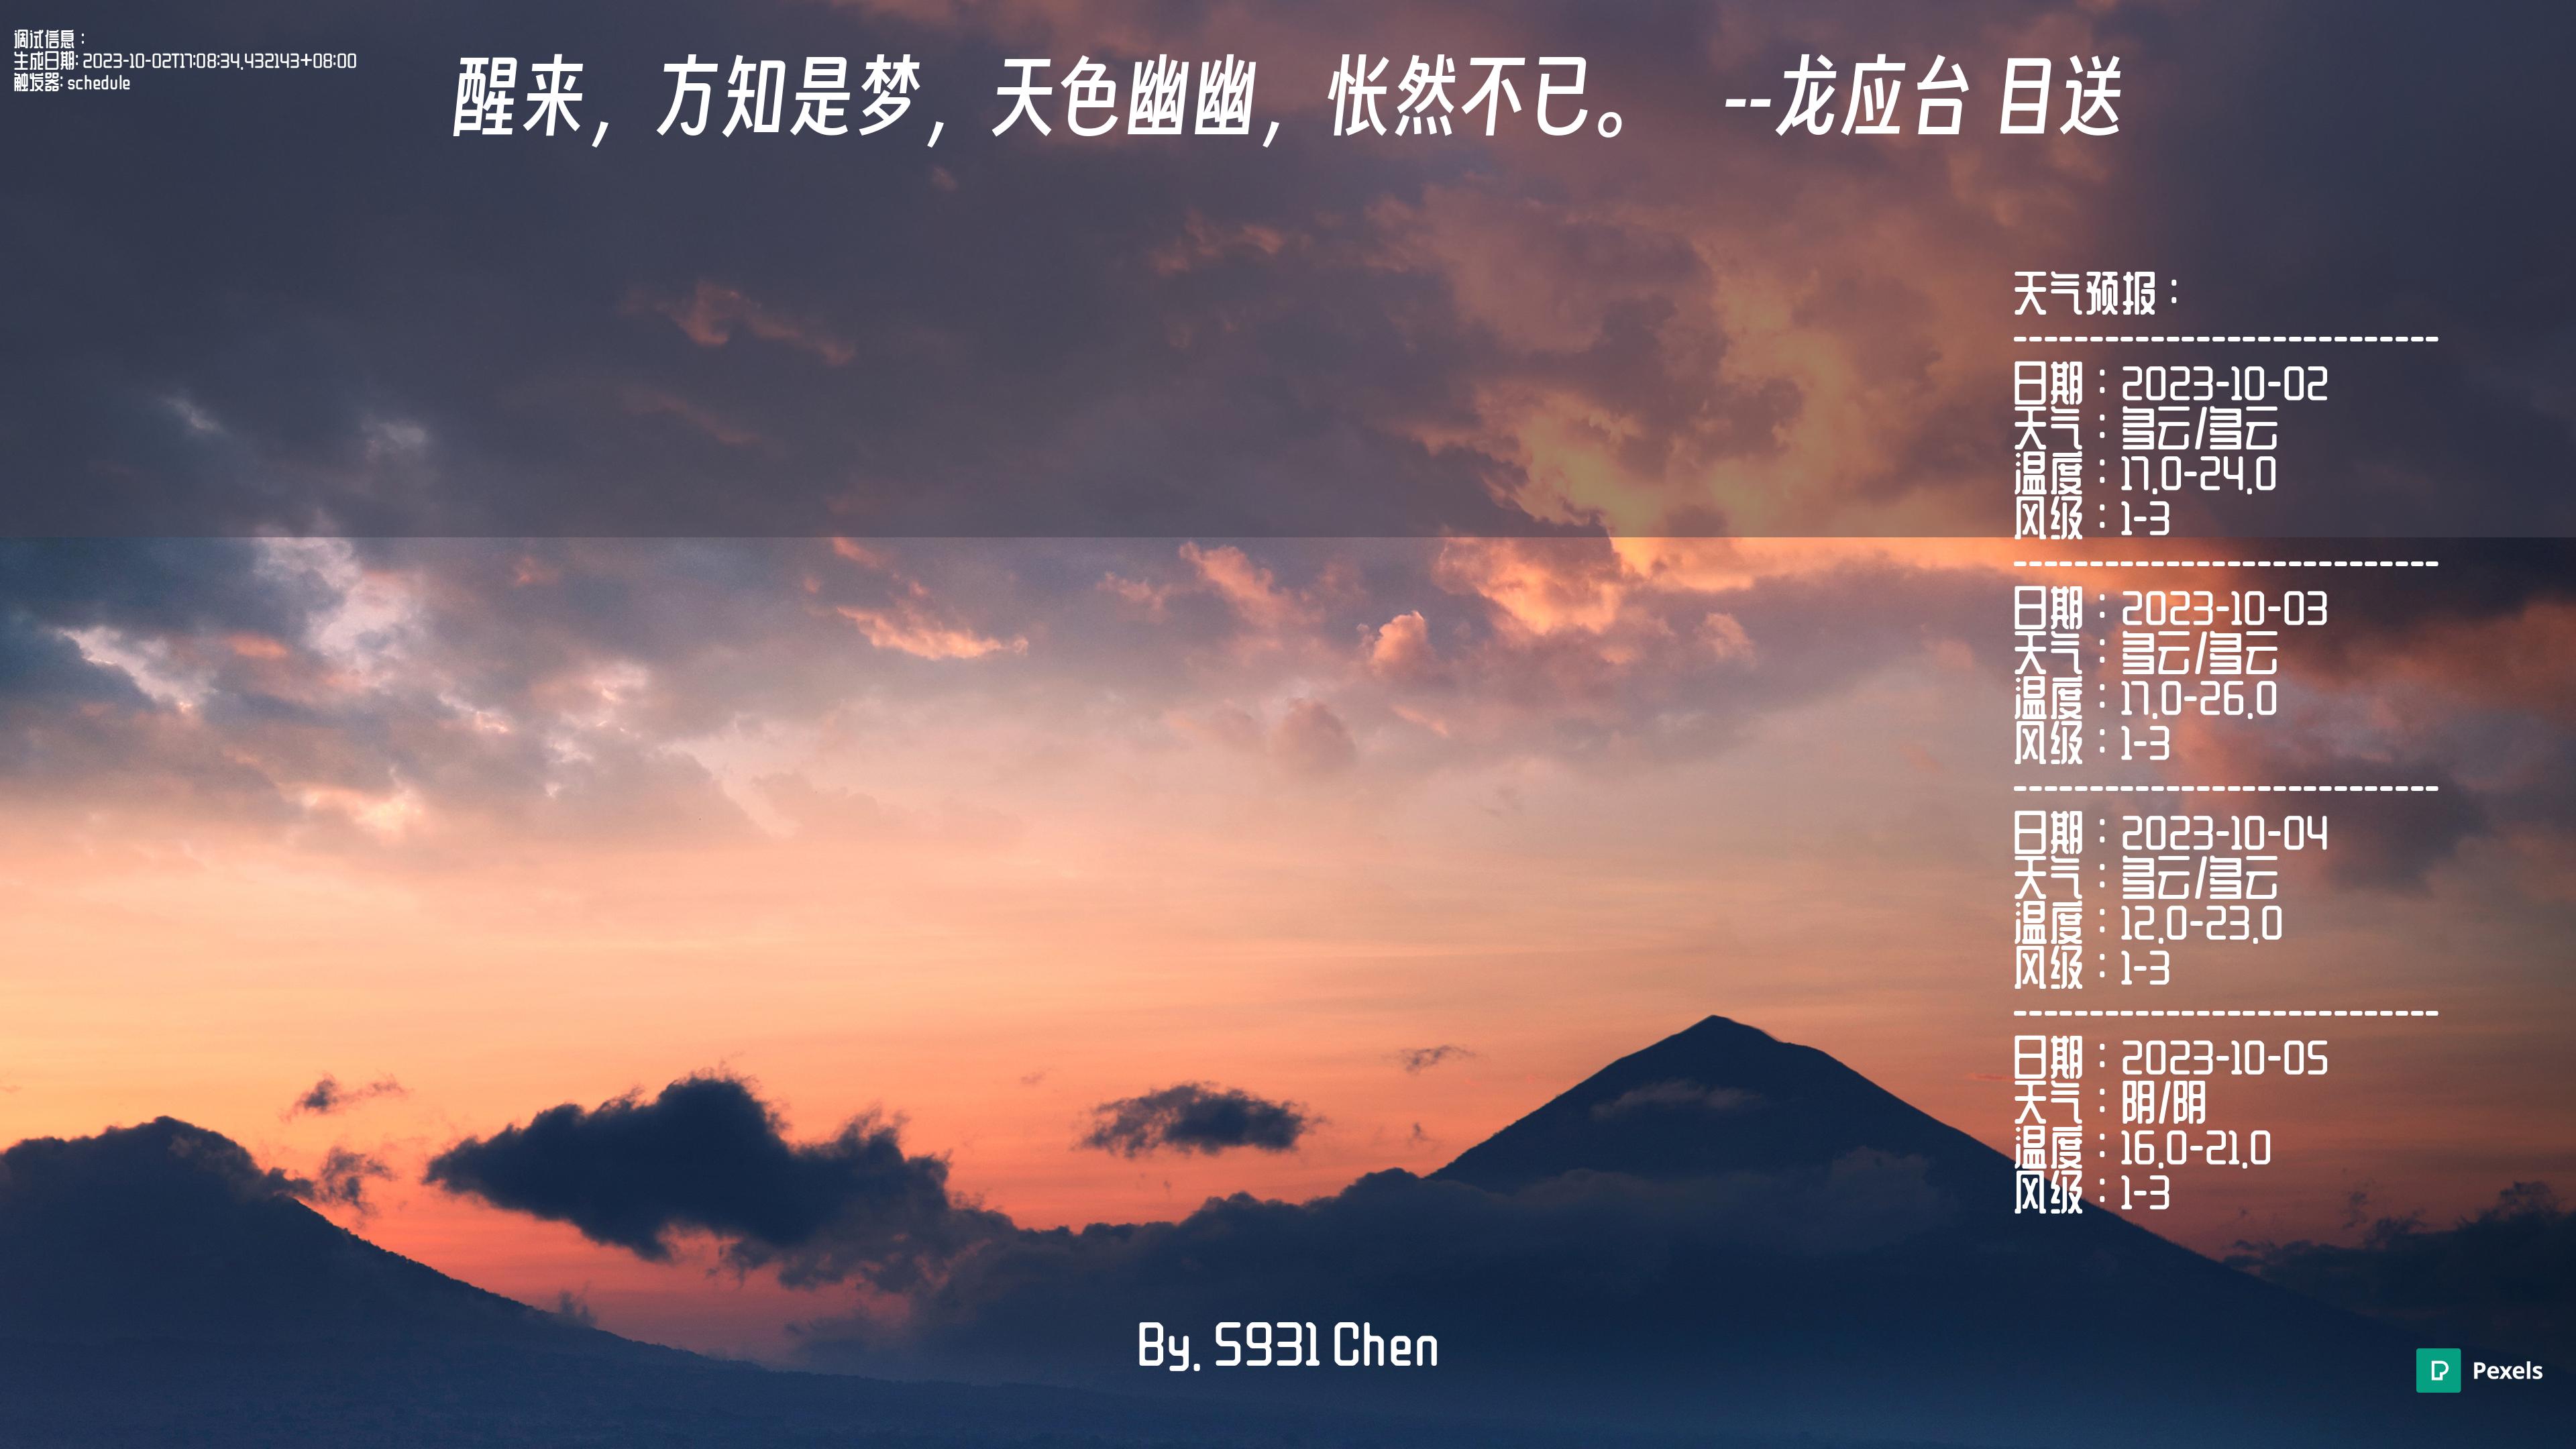 调试信息：
生成日期: 2023-10-02T17:08:34.432143+08:00
触发器: schedule
醒来，方知是梦，天色幽幽，怅然不已。 --龙应台 目送
天气预报：
----------------------------
日期：2023-10-02
天气：多云/多云
温度：17.0-24.0
风级：1-3
----------------------------
日期：2023-10-03
天气：多云/多云
温度：17.0-26.0
风级：1-3
----------------------------
日期：2023-10-04
天气：多云/多云
温度：12.0-23.0
风级：1-3
----------------------------
日期：2023-10-05
天气：阴/阴
温度：16.0-21.0
风级：1-3
By. S931 Chen
Pexels